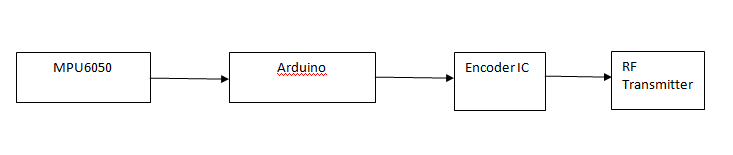 MPU6050
Arduino
Encoder IC
RF
Transmitter